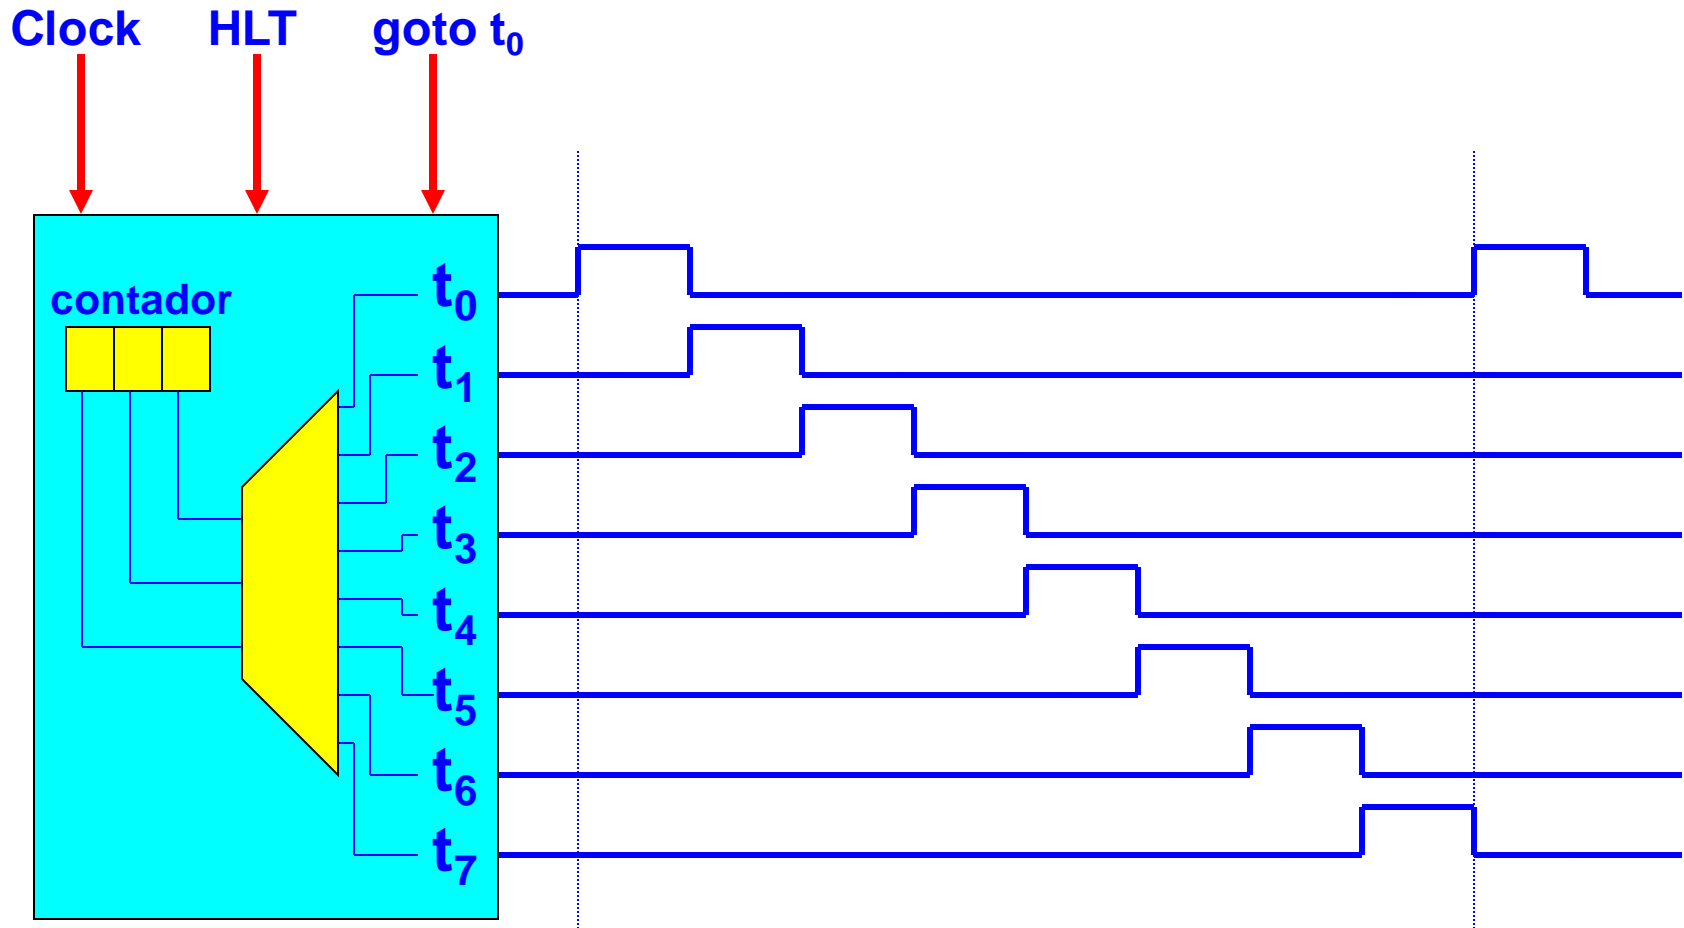 Clock HLT goto t₀
contador
t₀
t₁
t₂
t₃
t₄
t₅
t₆
t₇